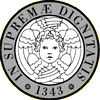 IN SUPREMÆ DIGNITATIS
·1343·